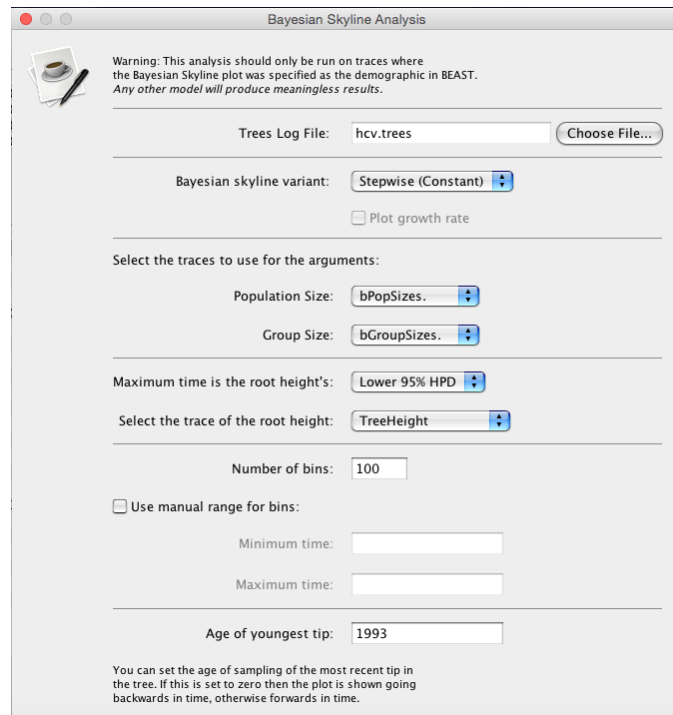 Bayesian Skyline Analysis
Warning: This analysis should only be run on traces where
the Bayesian Skyline plot was specified as the demographic in BEAST.
Any other model will produce meaningless results.
Trees Log File: hcv.trees Choose File...
Bayesian skyline variant: Stepwise (Constant)
Plot growth rate
Select the traces to use for the arguments:
Population Size: bPopSizes.
Group Size: bGroupSizes.
Maximum time is the root height's: Lower 95% HPD
Select the trace of the root height: TreeHeight
Number of bins: 100
Use manual range for bins:
Minimum time:
Maximum time:
Age of youngest tip: 1993
You can set the age of sampling of the most recent tip in
the tree. If this is set to zero then the plot is shown going
backwards in time, otherwise forwards in time.